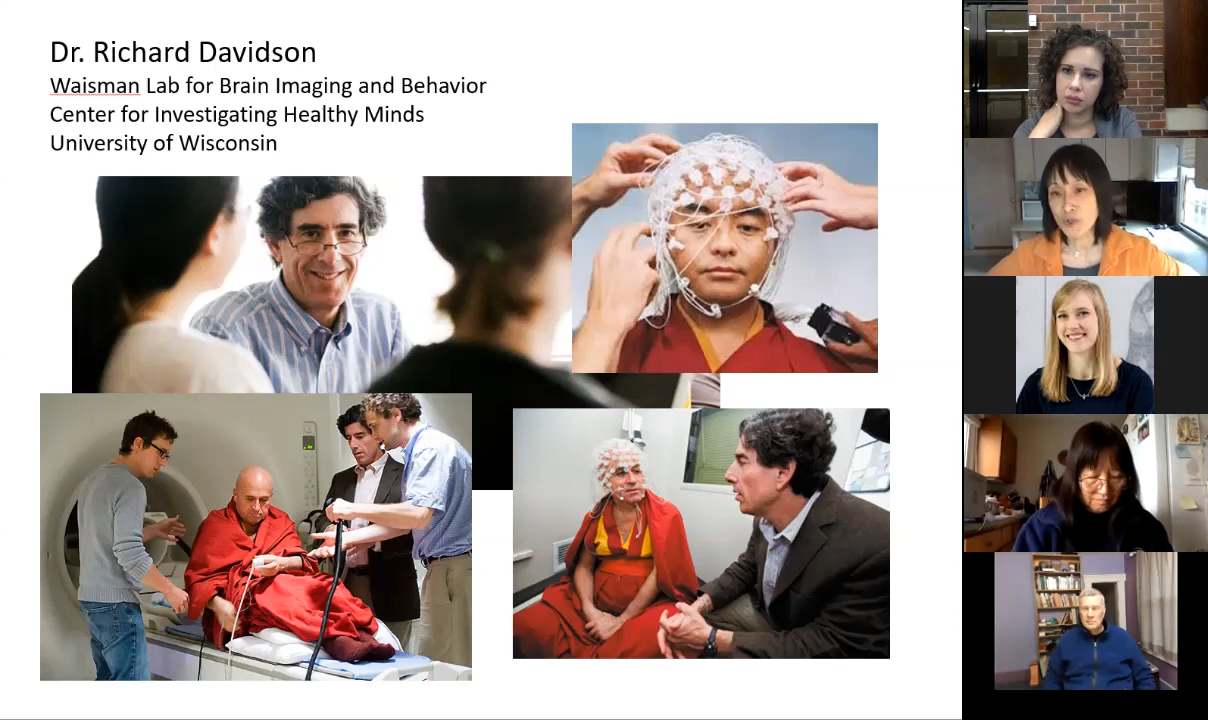 Dr. Richard Davidson
Waisman Lab for Brain Imaging and Behavior
Center for Investigating Healthy Minds
University of Wisconsin